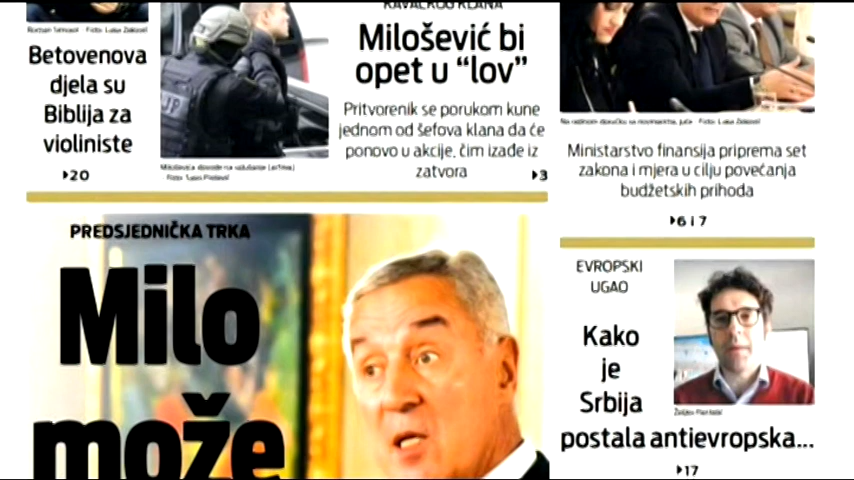 KAVAČKOG KLANA
Betovenova
djela su
Biblija za
violiniste
20
Milošević bi
opet u “lov”
Pritvorenik se porukom kune
jednom od šefova klana da će
ponovo u akcije, čim izađe iz
zatvora
3
Ministarstvo finansija priprema set
zakona i mjera u cilju povećanja
budžetskih prihoda
6 i 7
PREDSJEDNIČKA TRKA
Milo
može
EVROPSKI
UGAO
Kako
je
Srbija
postala antievropska...
17